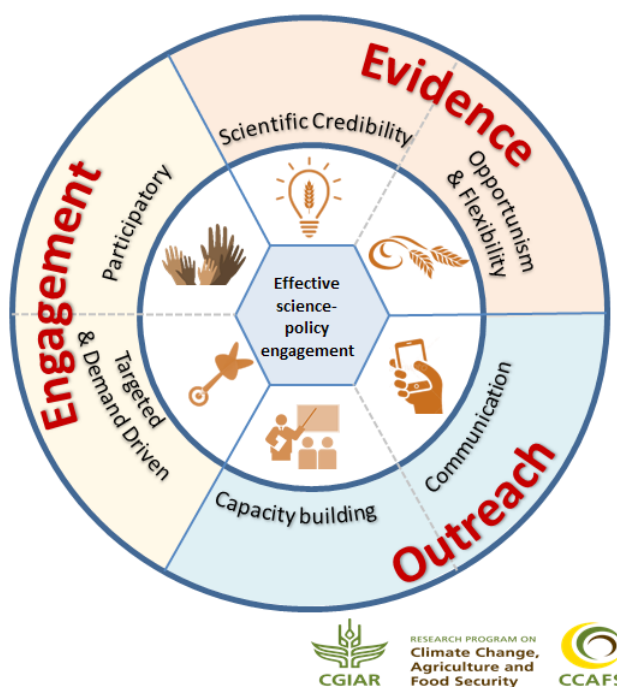 Evidence
Scientific Credibility
Opportunism
& Flexibility
Engagement
Participatory
Targeted
& Demand Driven
Effective
science-
policy
engagement
Communication
Capacity building
Outreach
CGIAR
RESEARCH PROGRAM ON
Climate Change,
Agriculture and
Food Security
CCAFS